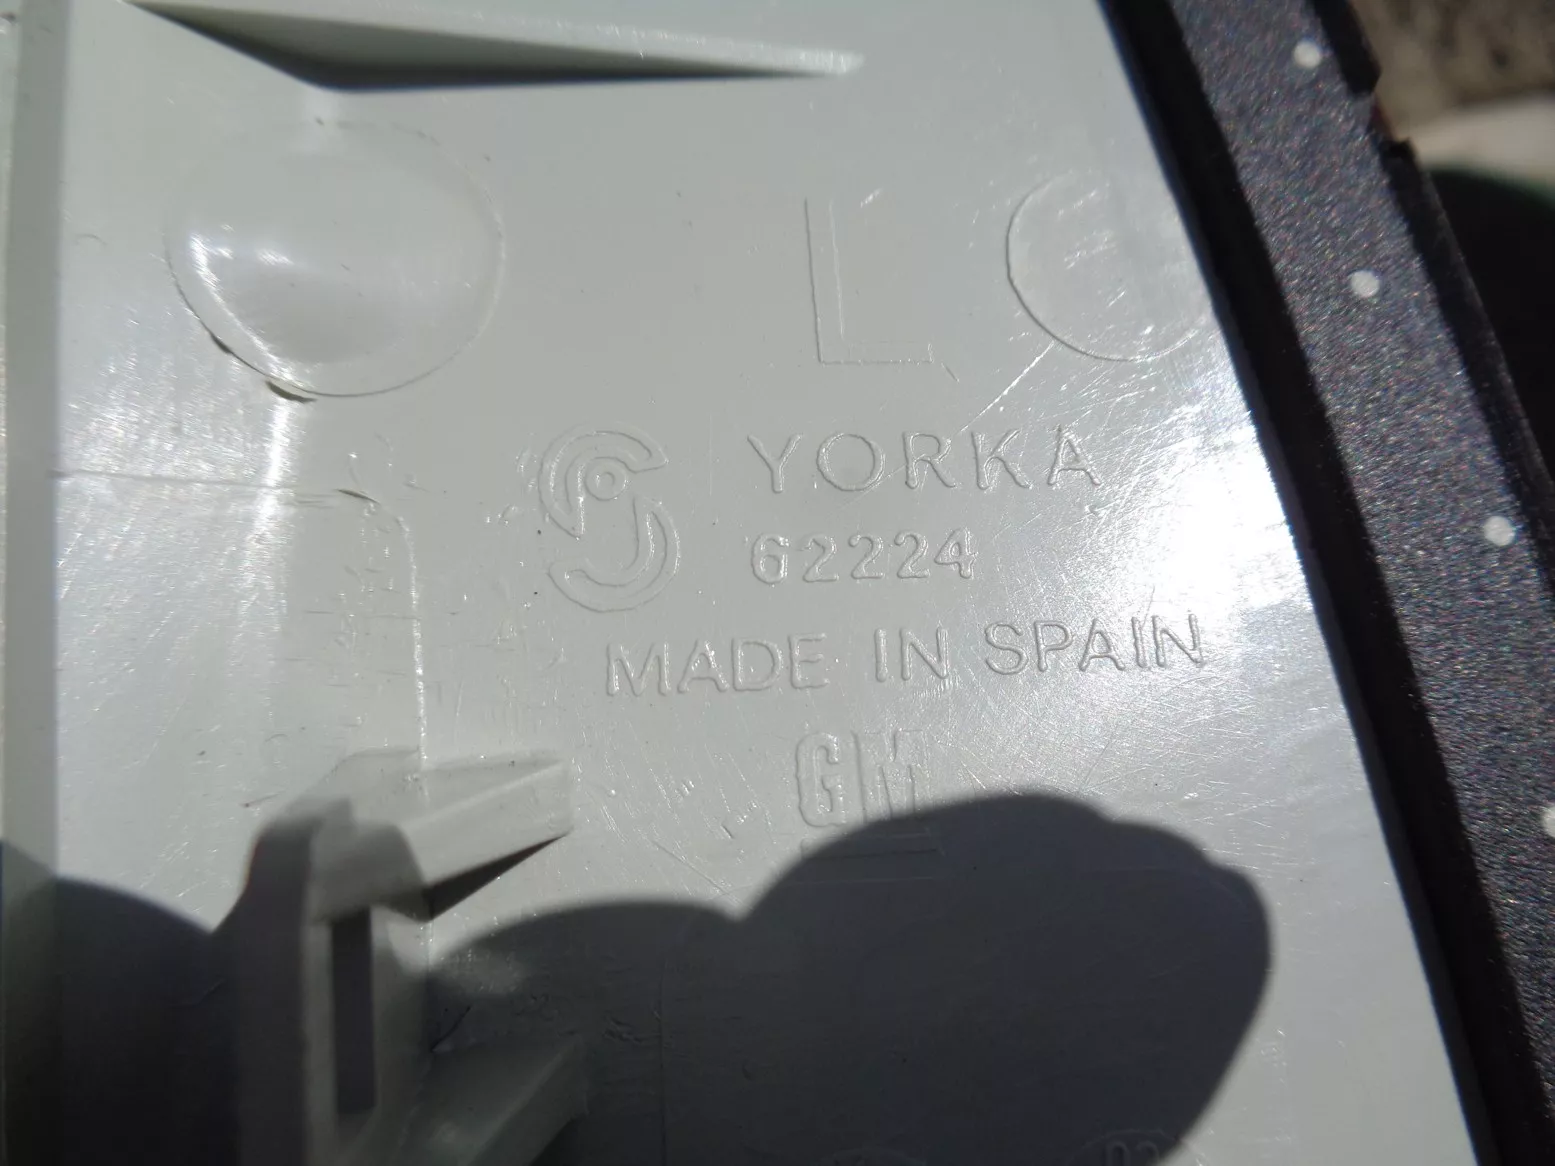 L
YORKA
62224
MADE IN SPAIN
GM